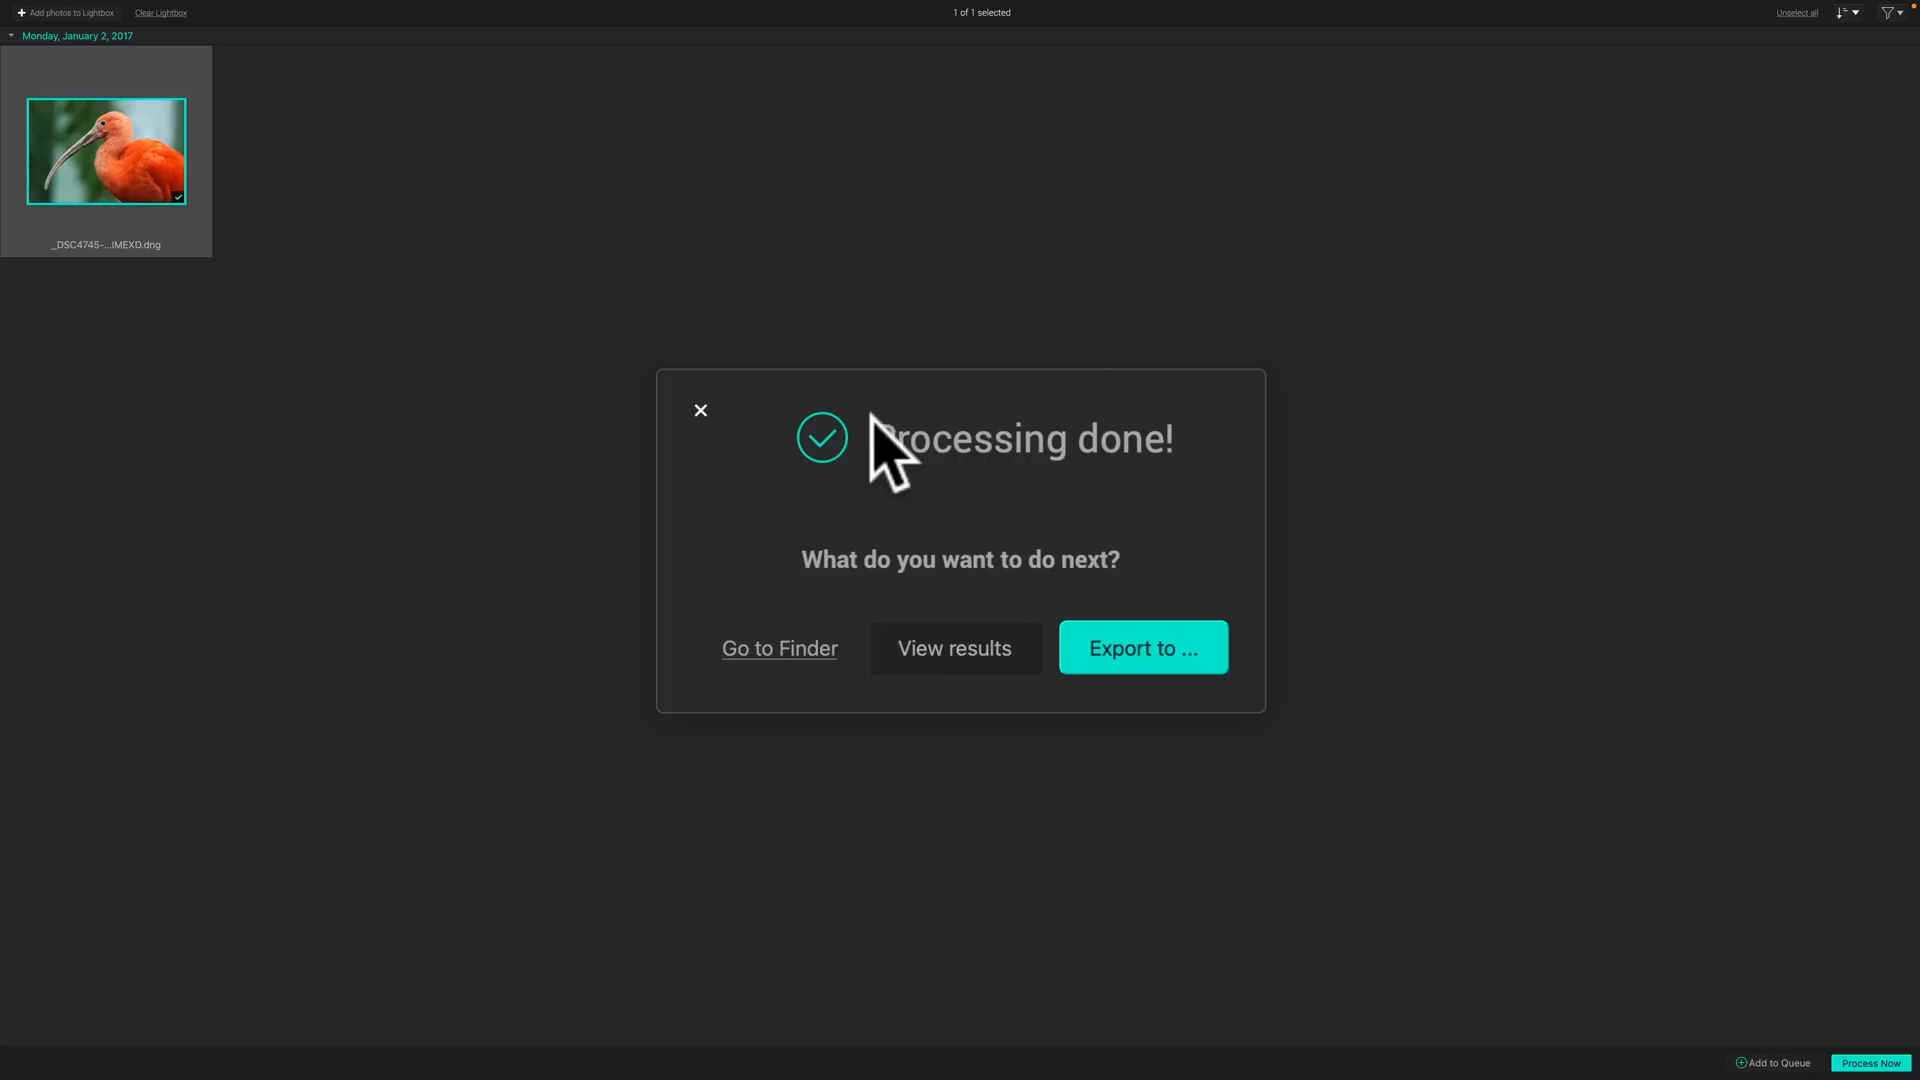 Add photos to Lightbox
Clear Lightbox
1 of 1 selected
Unselect all
Monday, January 2, 2017
_DSC4745-...IMEXD.dng
Processing done!
What do you want to do next?
Go to Finder
View results
Export to ...
Add to Queue
Process Now